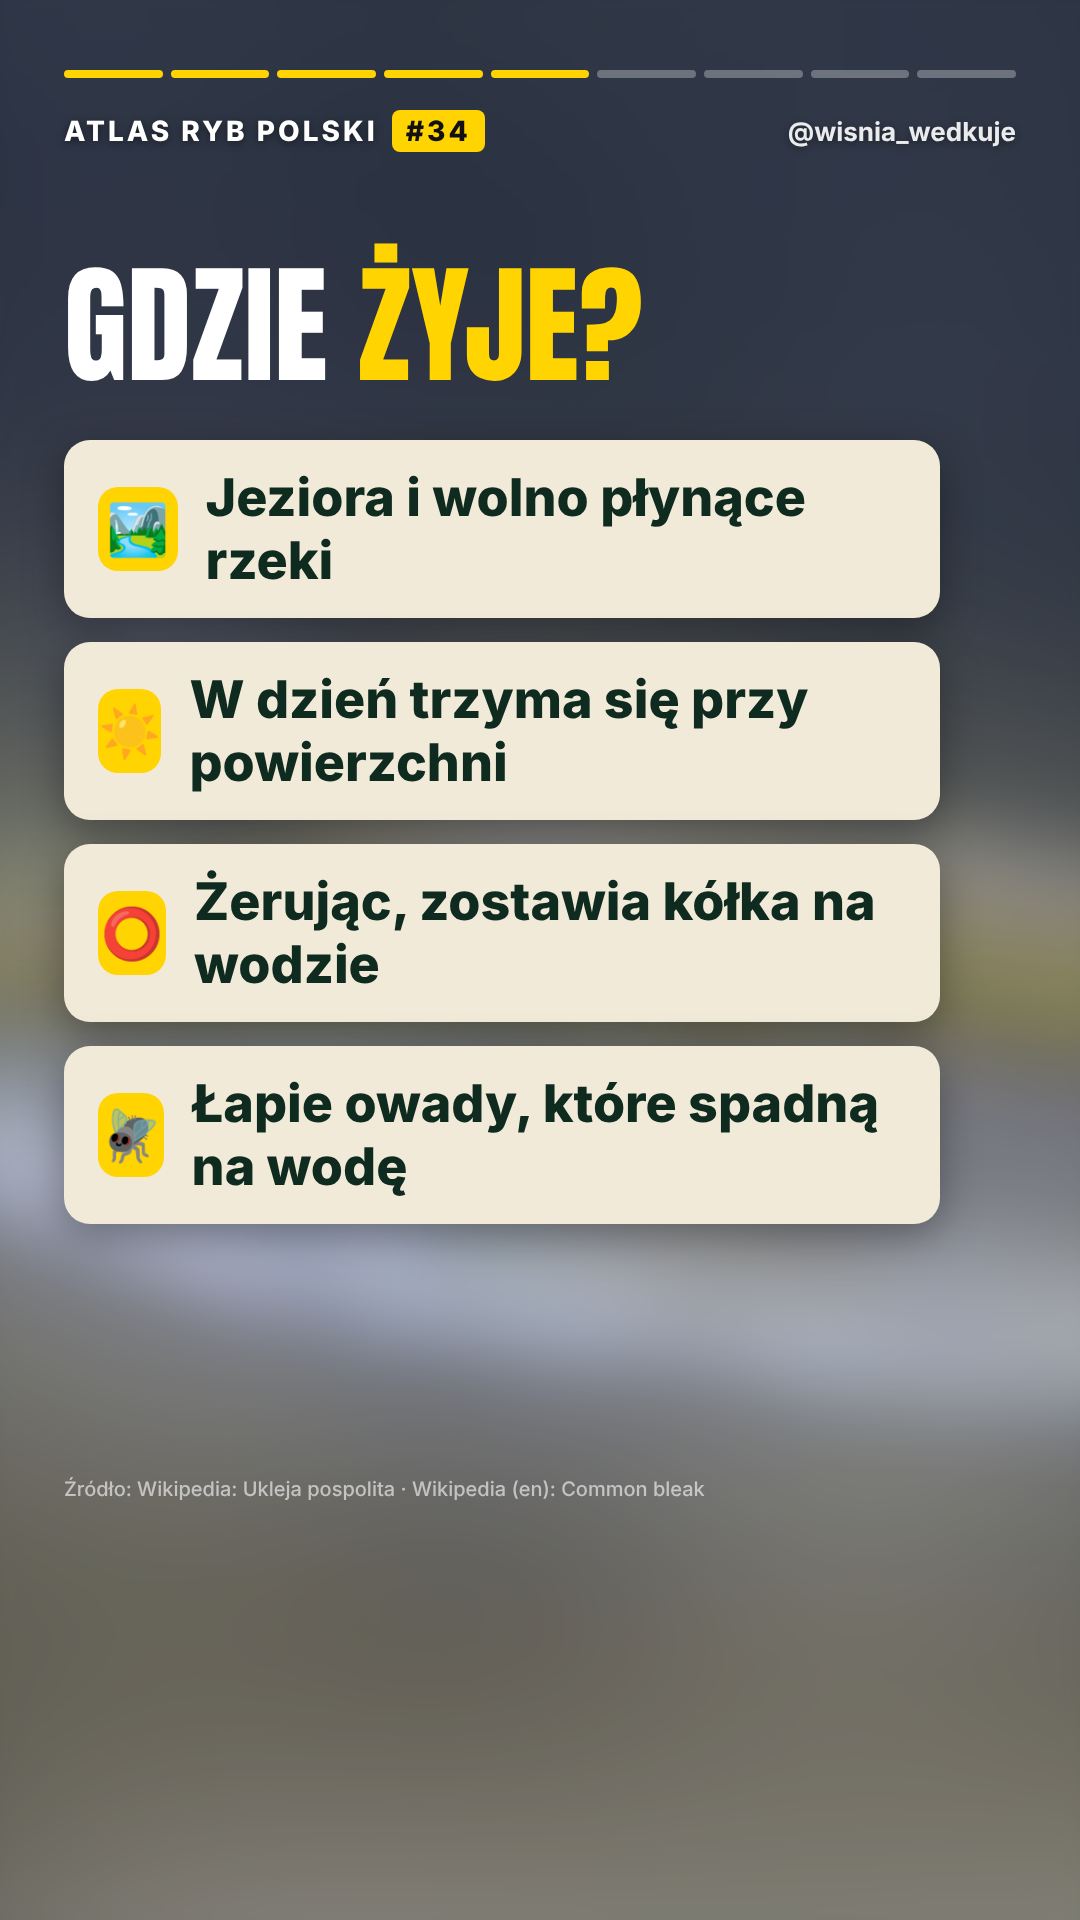 ATLAS RYB POLSKI #34 @wisnia_wedkuje
GDZIE ŻYJE?
Jeziora i wolno płynące
rzeki
W dzień trzyma się przy
powierzchni
Żerując, zostawia kółka na
wodzie
Łapie owady, które spadną
na wodę
Źródło: Wikipedia: Ukleja pospolita · Wikipedia (en): Common bleak